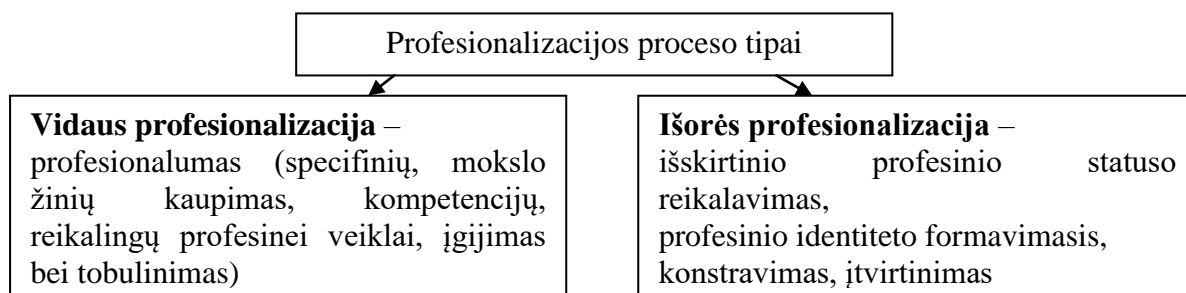 Profesionalizacijos proceso tipai
Vidaus profesionalizacija –
profesionalumas (specifinių, mokslo
žinių kaupimas, kompetencijų,
reikalingų profesinei veiklai, įgijimas
bei tobulinimas)
Išorės profesionalizacija –
išskirtinio profesinio statuso
reikalavimas,
profesinio identiteto formavimasis,
konstravimas, įtvirtinimas